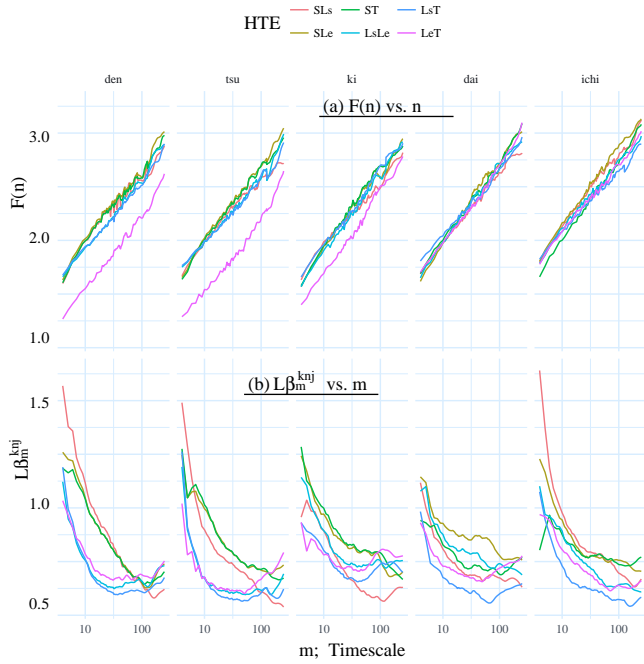 HTE
SLs ST LsT
SLe LsLe LeT
den tsu ki dai ichi
(a) F(n) vs. n
3.0
2.0
1.0
F(n)
(b) Lβₘᵏⁿʲ vs. m
1.5
1.0
0.5
Lβₘᵏⁿʲ
10 100 10 100 10 100 10 100 10 100
m; Timescale